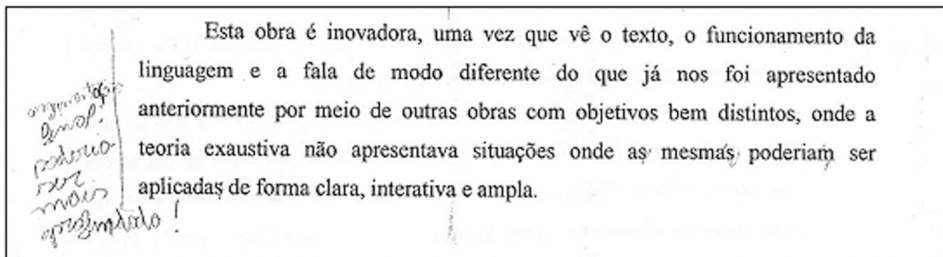 Esta obra é inovadora, uma vez que vê o texto, o funcionamento da
linguagem e a fala de modo diferente do que já nos foi apresentado
anteriormente por meio de outras obras com objetivos bem distintos, onde a
teoria exaustiva não apresentava situações onde as mesmas poderiam ser
aplicadas de forma clara, interativa e ampla.
poderia
ser
mais